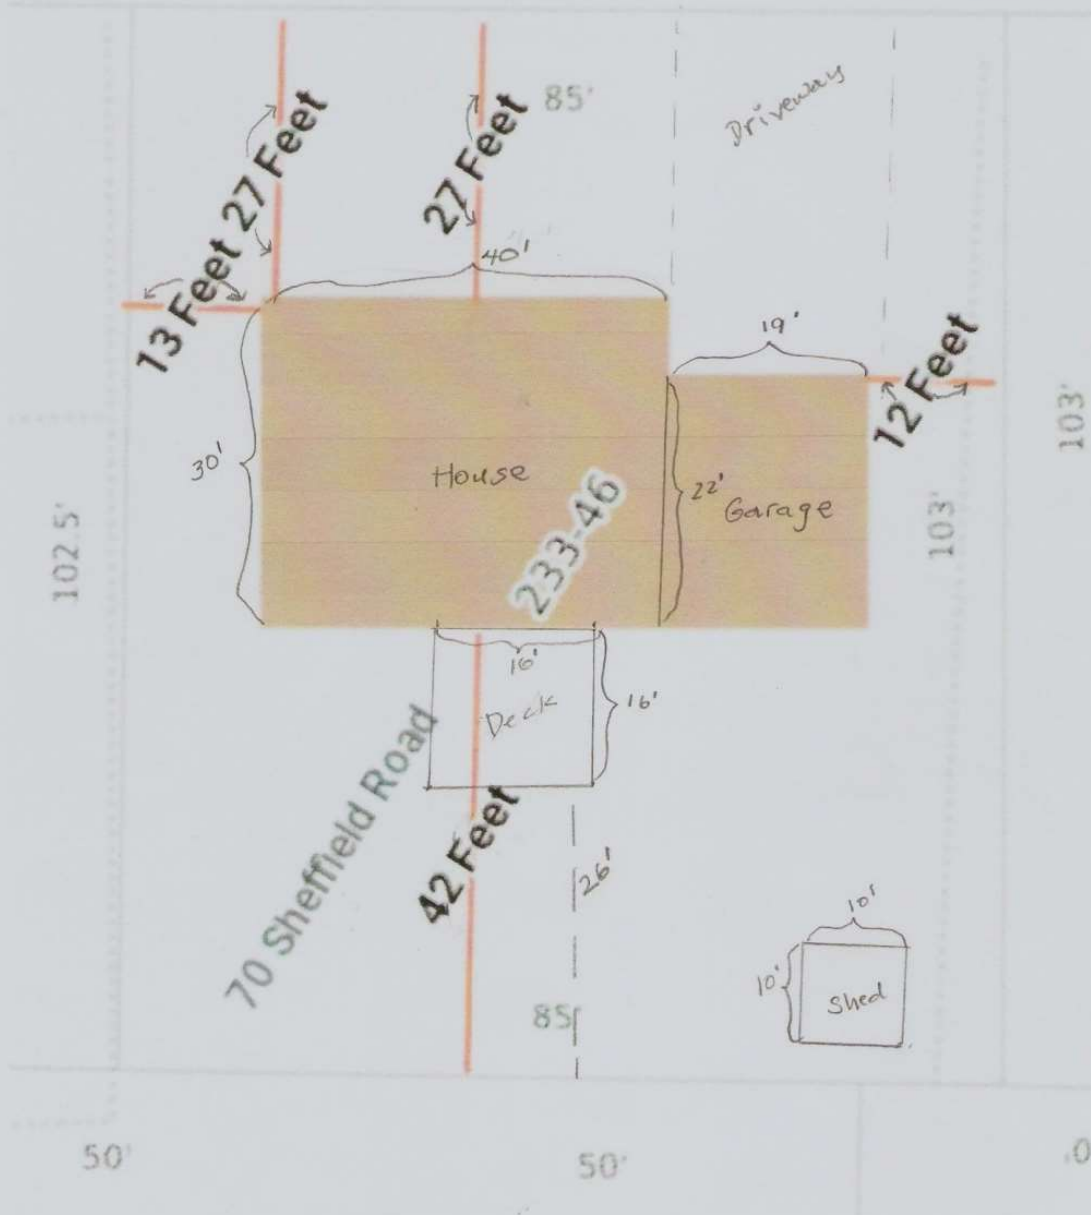 85'
Driveway
27 Feet
27 Feet
13 Feet
40'
19'
12 Feet
103'
30'
House
22'
Garage
233-46
102.5'
103'
16'
16'
Deck
70 Sheffield Road
42 Feet
26'
10'
10'
Shed
85
50'
50'
.0